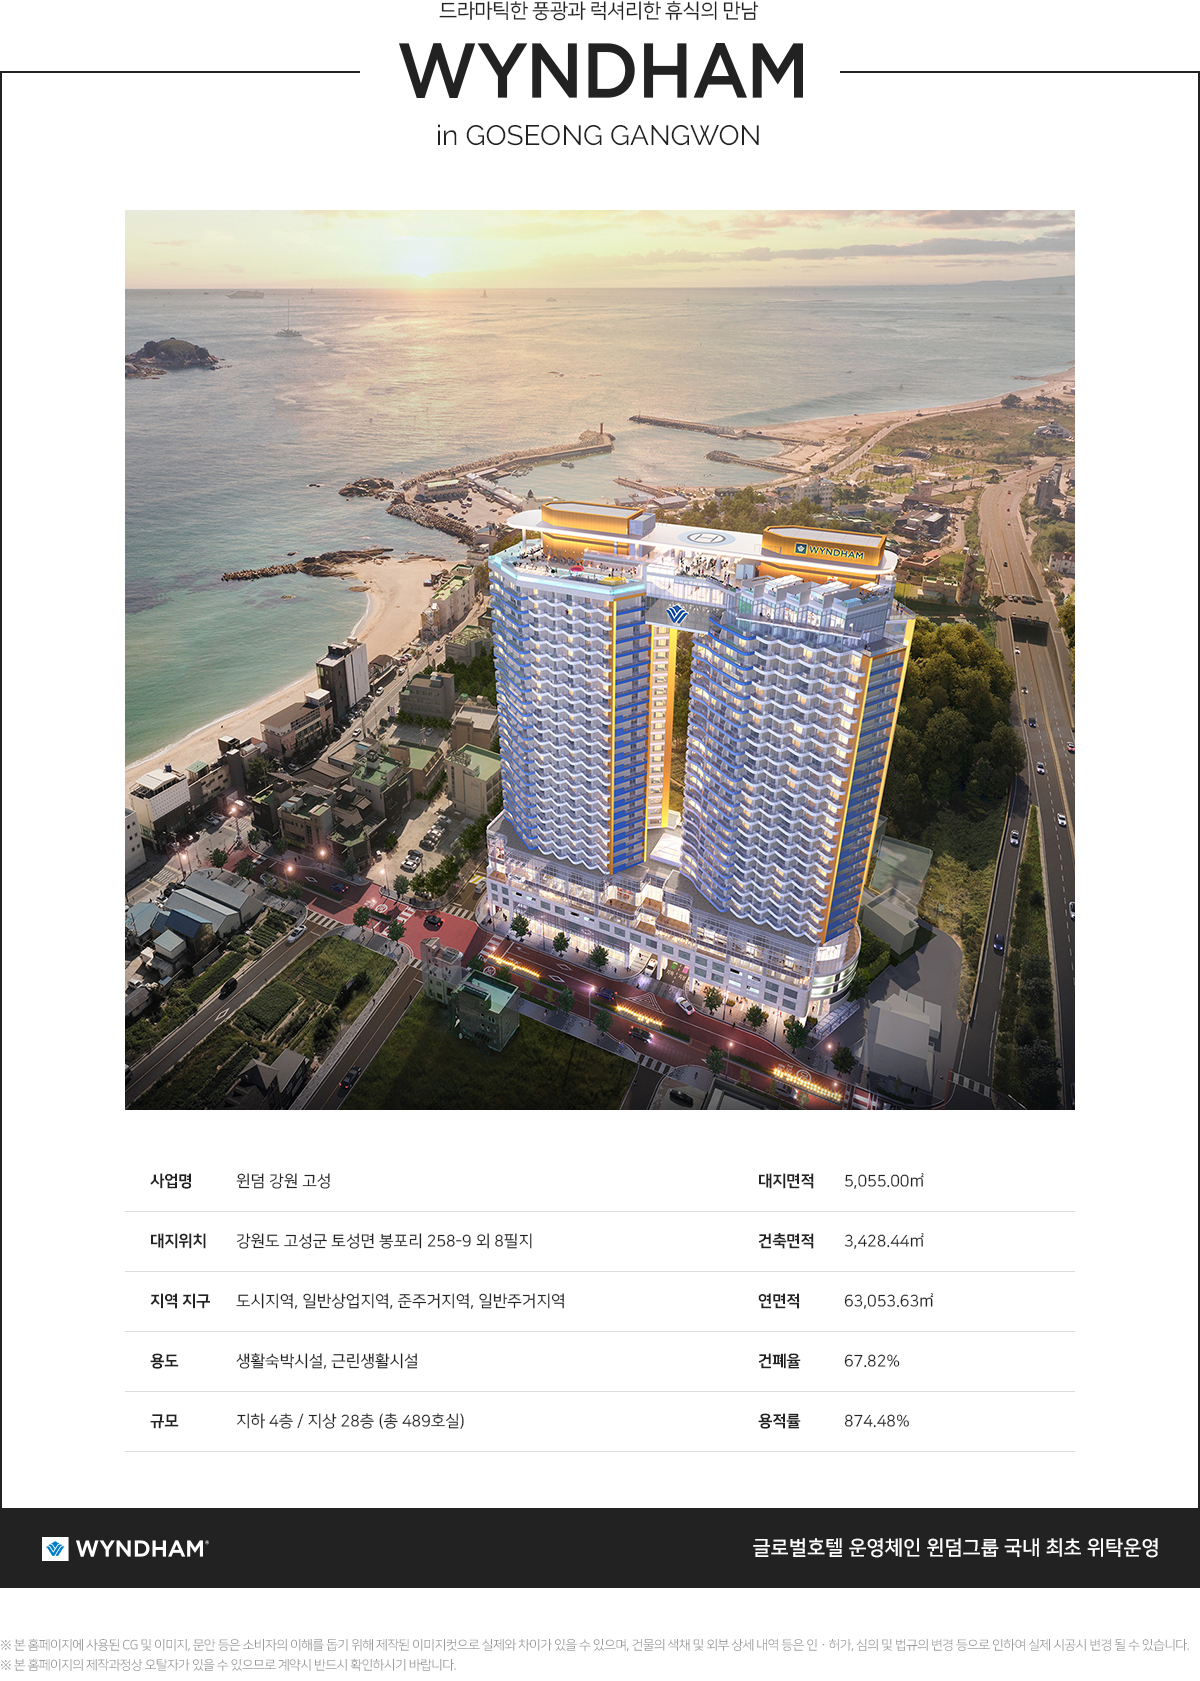 드라마틱한 풍광과 럭셔리한 휴식의 만남
WYNDHAM
in GOSEONG GANGWON
WYNDHAM
사업명 윈덤 강원 고성 대지면적 5,055.00㎡
대지위치 강원도 고성군 토성면 봉포리 258-9 외 8필지 건축면적 3,428.44㎡
지역 지구 도시지역, 일반상업지역, 준주거지역, 일반주거지역 연면적 63,053.63㎡
용도 생활숙박시설, 근린생활시설 건폐율 67.82%
규모 지하 4층 / 지상 28층 (총 489호실) 용적률 874.48%
WYNDHAM® 글로벌호텔 운영체인 윈덤그룹 국내 최초 위탁운영
※ 본 홈페이지에 사용된 CG 및 이미지, 문안 등은 소비자의 이해를 돕기 위해 제작된 이미지컷으로 실제와 차이가 있을 수 있으며, 건물의 색채 및 외부 상세 내역 등은 인ㆍ허가, 심의 및 법규의 변경 등으로 인하여 실제 시공시 변경 될 수 있습니다.
※ 본 홈페이지의 제작과정상 오탈자가 있을 수 있으므로 계약시 반드시 확인하시기 바랍니다.